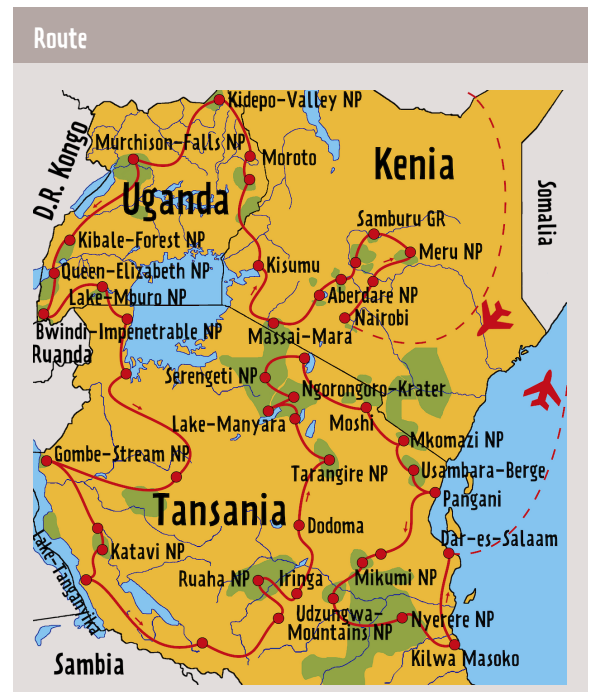 Route
Kidepo-Valley NP
Murchison-Falls NP
Moroto
Kenia
D.R. Kongo
Uganda
Somalia
Samburu GR
Kibale-Forest NP
Meru NP
Queen-Elizabeth NP
Kisumu
Lake-Mburo NP
Aberdare NP
Nairobi
Bwindi-Impenetrable NP
Massai-Mara
Ruanda
Serengeti NP
Ngorongoro-Krater
Lake-Manyara
Moshi
Mkomazi NP
Gombe-Stream NP
Tarangire NP
Usambara-Berge
Pangani
Tansania
Dodoma
Dar-es-Salaam
Lake-Tanganyika
Katavi NP
Ruaha NP
Iringa
Mikumi NP
Udzungwa-
Mountains NP
Nyerere NP
Kilwa Masoko
Sambia